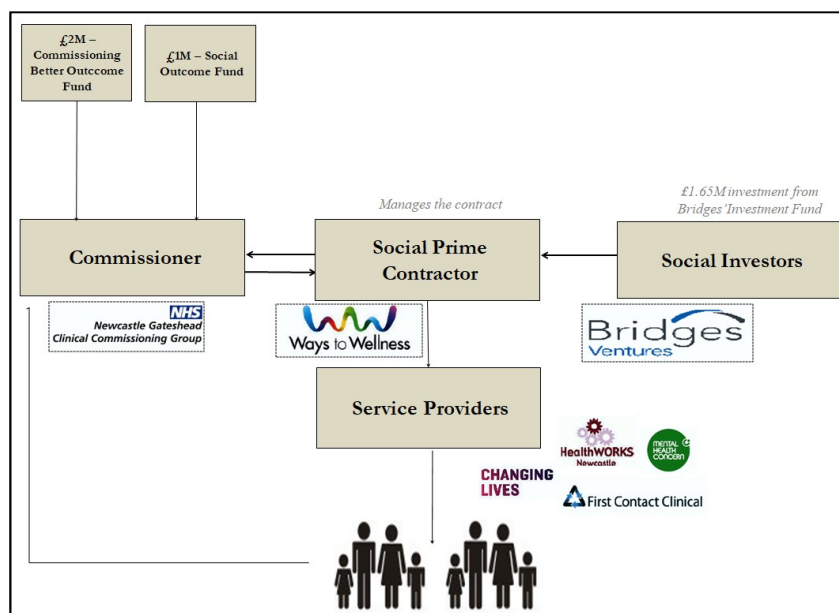 £2M –
Commissioning
Better Outccome
Fund
£1M – Social
Outcome Fund
Manages the contract
£1.65M investment from
Bridges' Investment Fund
Commissioner
Social Prime
Contractor
Social Investors
NHS
Newcastle Gateshead
Clinical Commissioning Group
Ways to Wellness
Bridges
Ventures
Service Providers
HealthWORKS
Newcastle
MENTAL
HEALTH
CONCERN
CHANGING
LIVES
First Contact Clinical